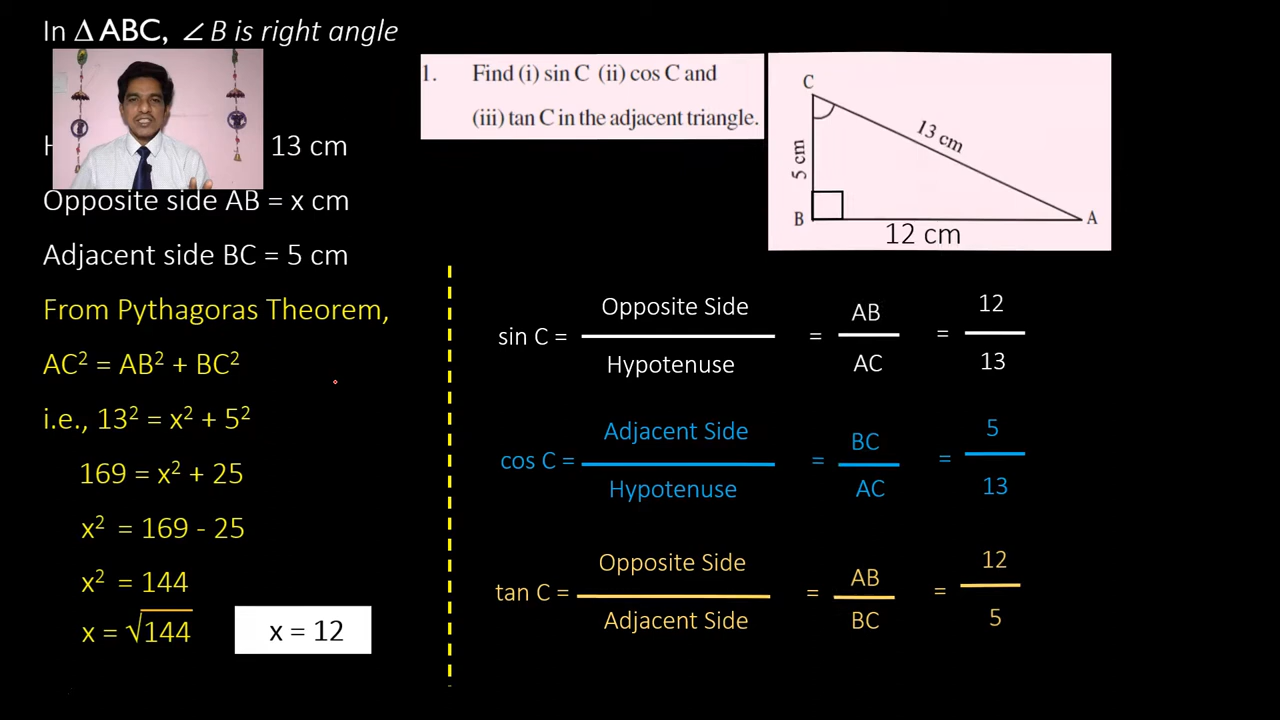 In Δ ABC, ∠ B is right angle
13 cm
Opposite side AB = x cm
Adjacent side BC = 5 cm
From Pythagoras Theorem,
AC² = AB² + BC²
i.e., 13² = x² + 5²
169 = x² + 25
x² = 169 - 25
x² = 144
x = √144
x = 12
1. Find (i) sin C (ii) cos C and
(iii) tan C in the adjacent triangle.
C
13 cm
5 cm
B
A
12 cm
sin C = Opposite Side / Hypotenuse = AB / AC = 12 / 13
cos C = Adjacent Side / Hypotenuse = BC / AC = 5 / 13
tan C = Opposite Side / Adjacent Side = AB / BC = 12 / 5